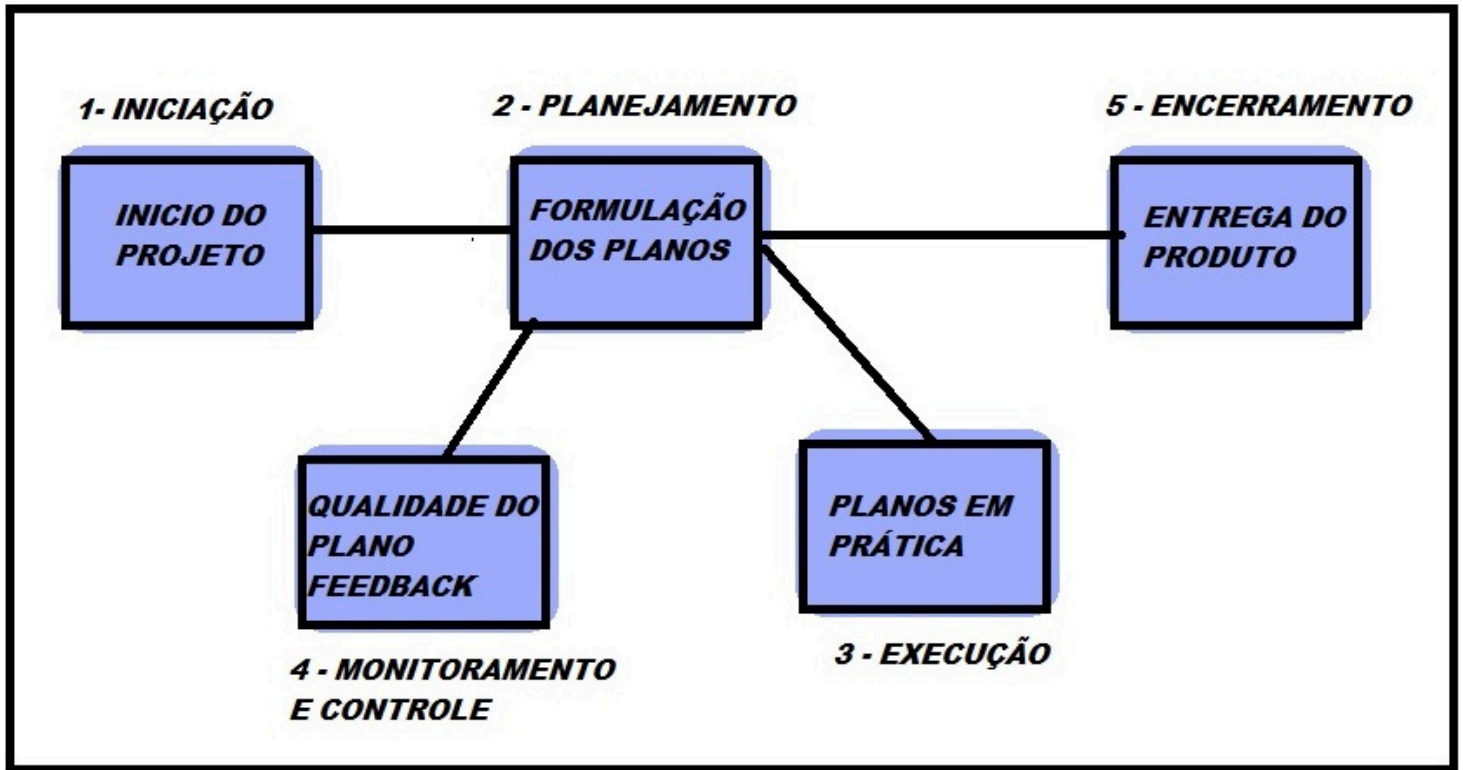 1- INICIAÇÃO
INICIO DO
PROJETO
2 - PLANEJAMENTO
FORMULAÇÃO
DOS PLANOS
5 - ENCERRAMENTO
ENTREGA DO
PRODUTO
QUALIDADE DO
PLANO
FEEDBACK
4 - MONITORAMENTO
E CONTROLE
PLANOS EM
PRÁTICA
3 - EXECUÇÃO